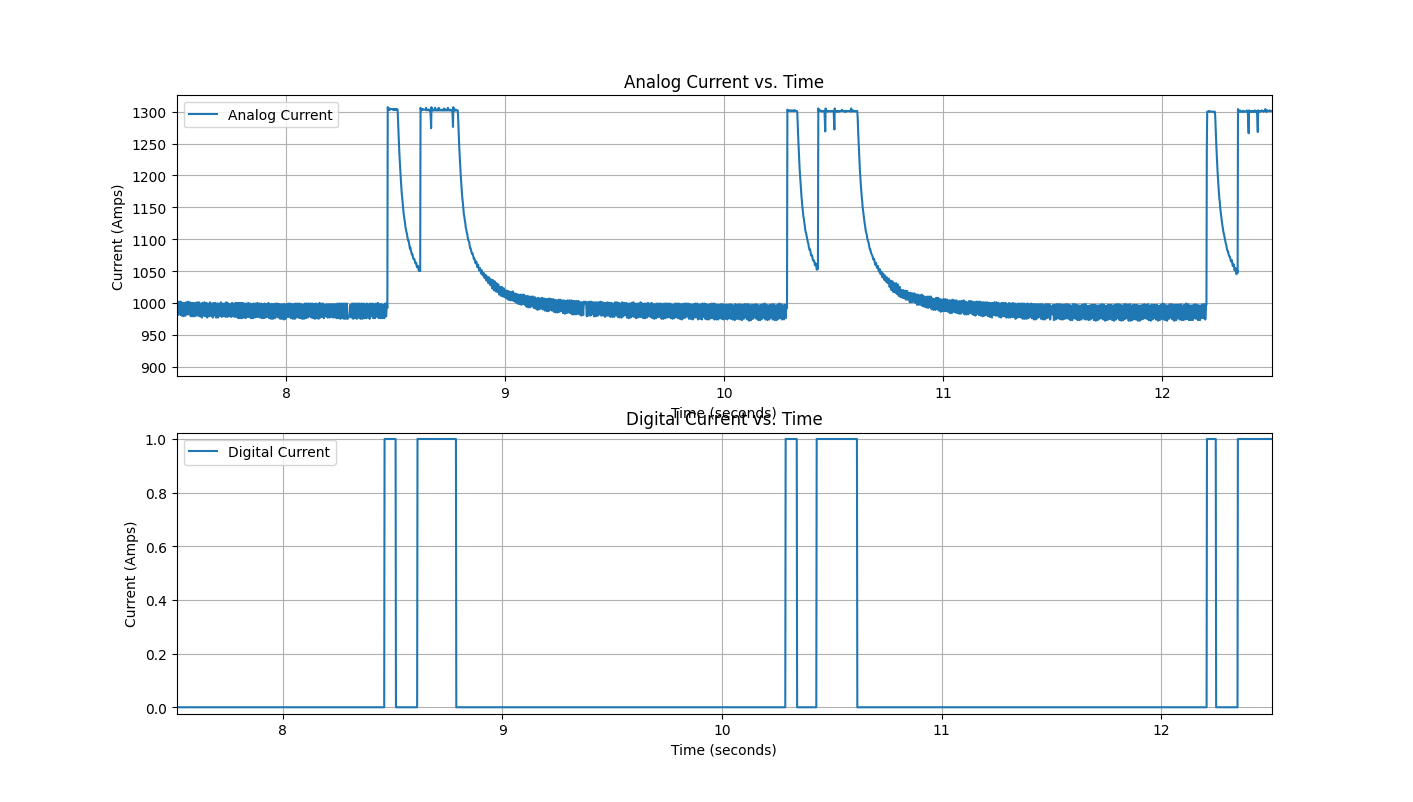 Analog Current vs. Time
Analog Current
Current (Amps)
1300
1250
1200
1150
1100
1050
1000
950
900
8 9 10 11 12
Time (seconds)
Digital Current vs. Time
Digital Current
Current (Amps)
1.0
0.8
0.6
0.4
0.2
0.0
8 9 10 11 12
Time (seconds)